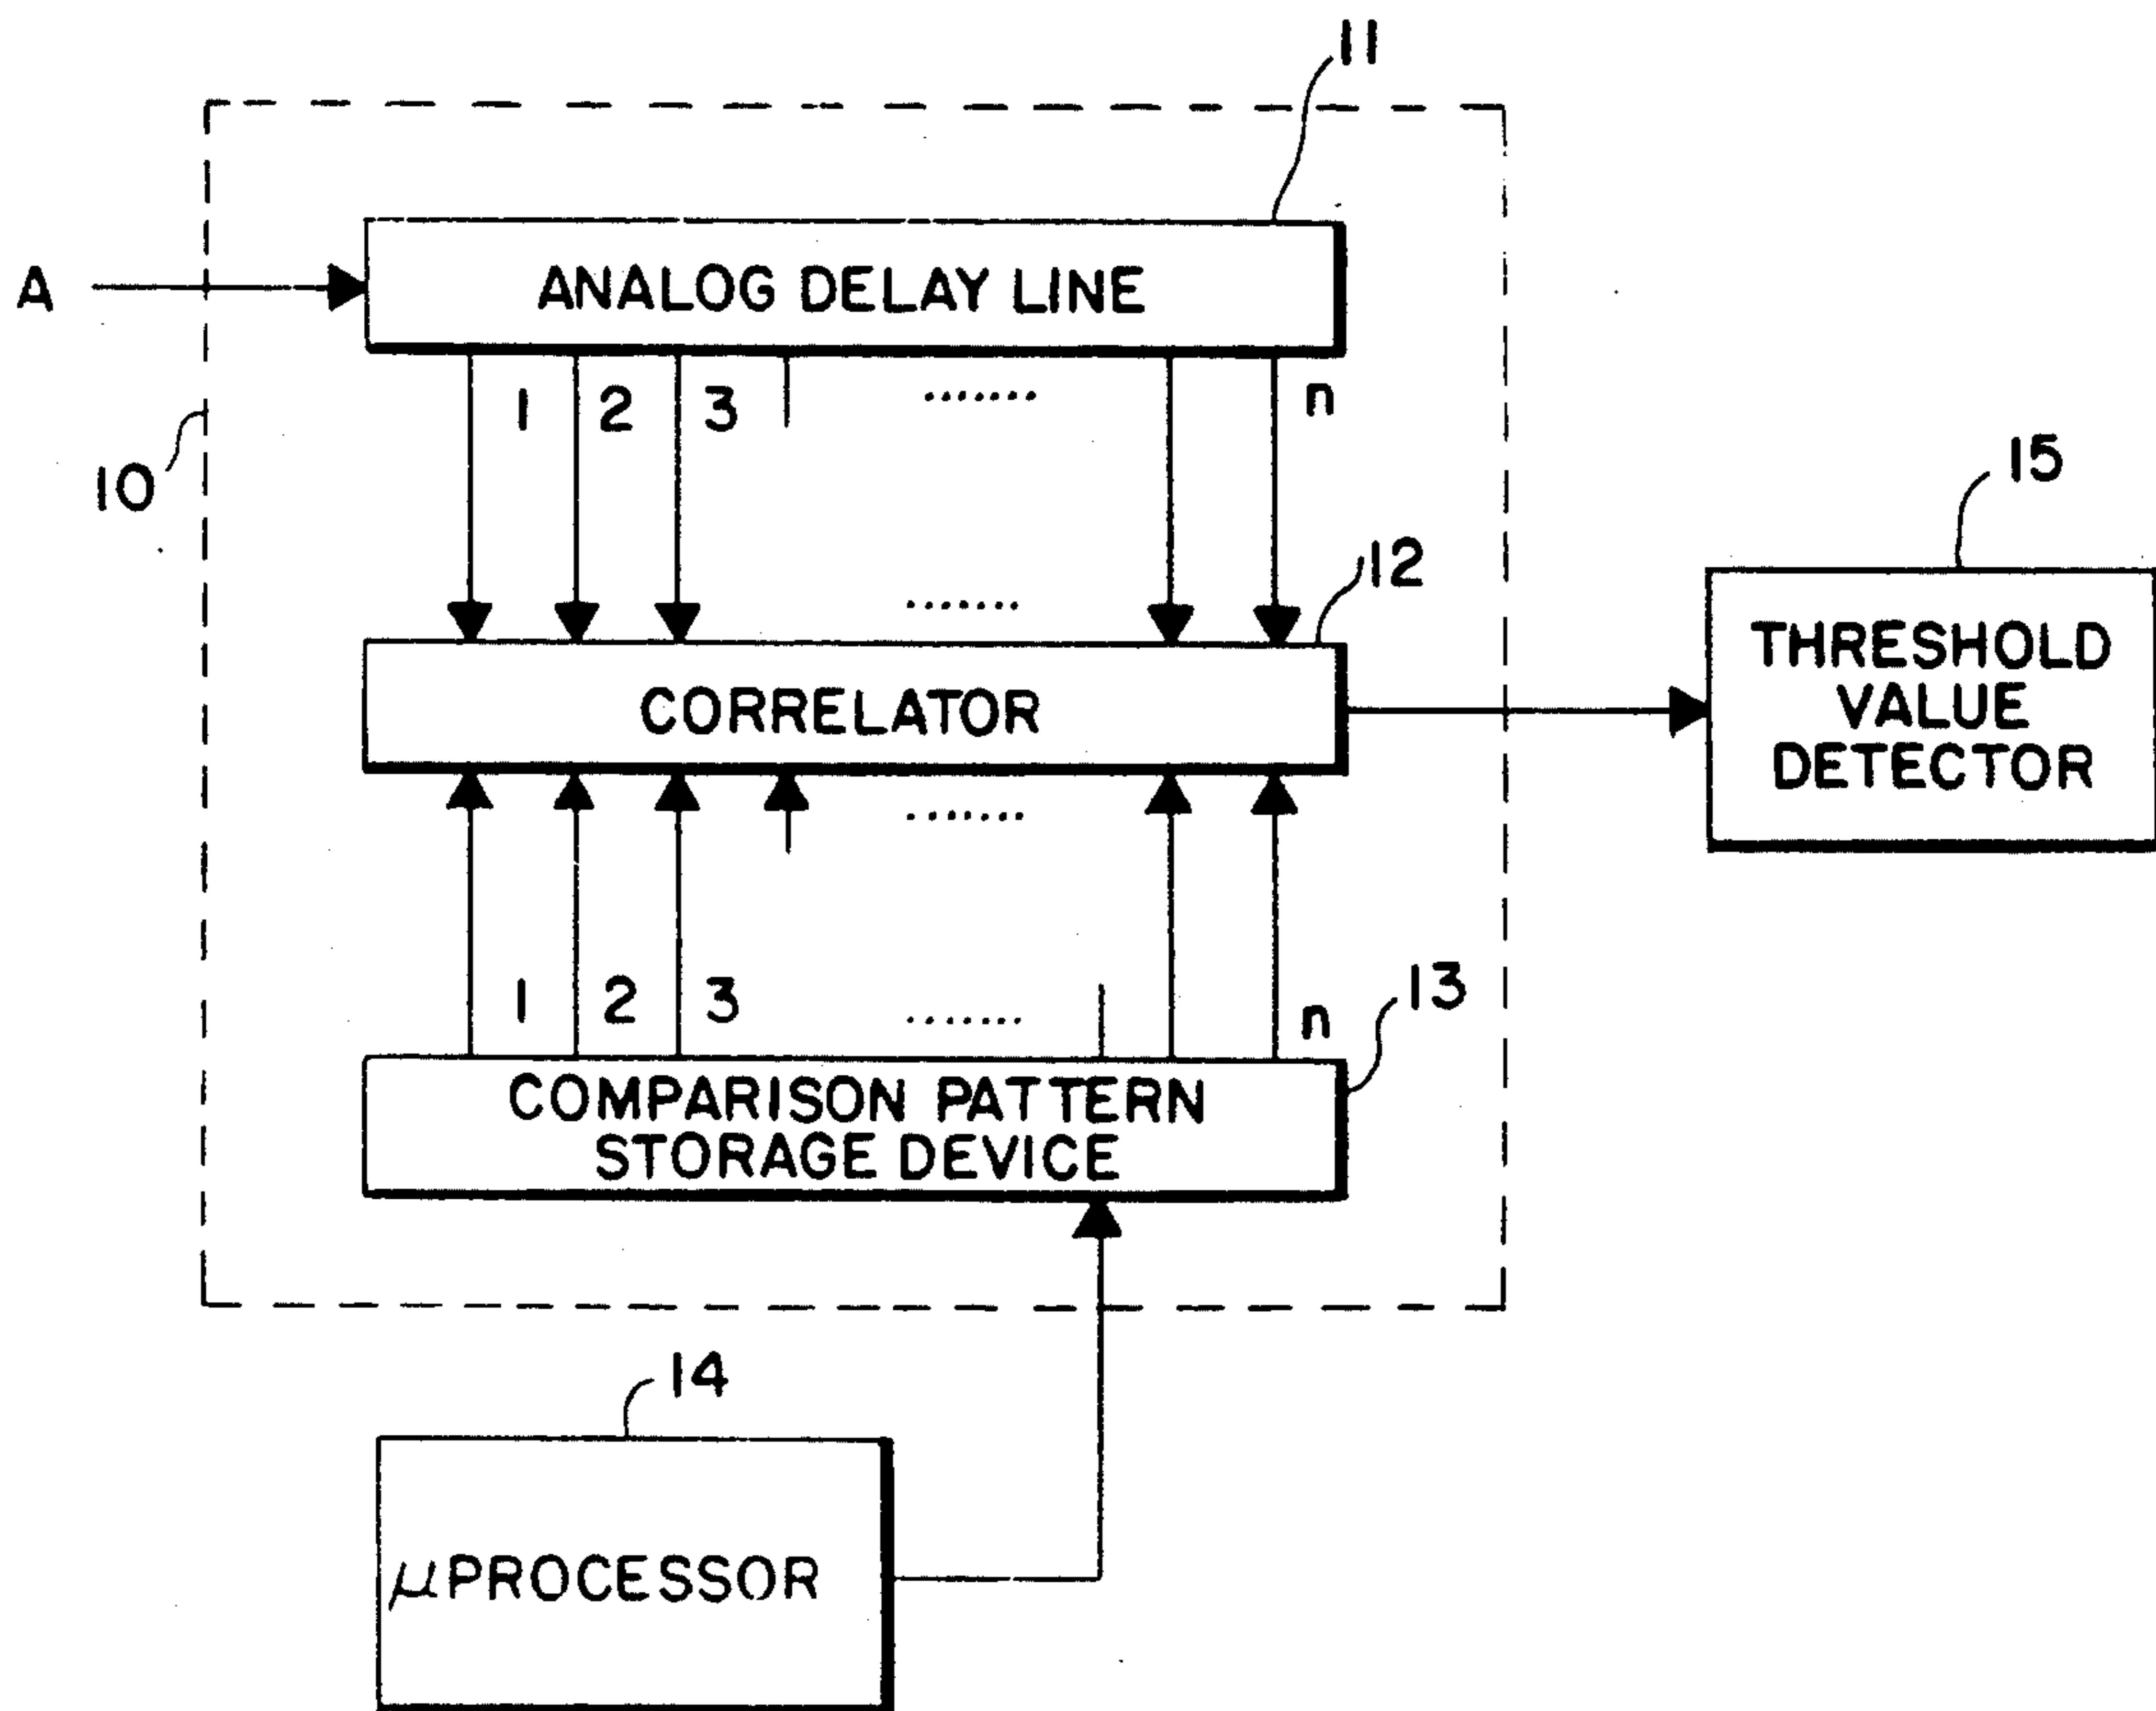 11
A
ANALOG DELAY LINE
1 2 3 ....... n
10
15
.......
12
THRESHOLD
VALUE
DETECTOR
CORRELATOR
.......
1 2 3 ....... n
13
COMPARISON PATTERN
STORAGE DEVICE
14
μPROCESSOR